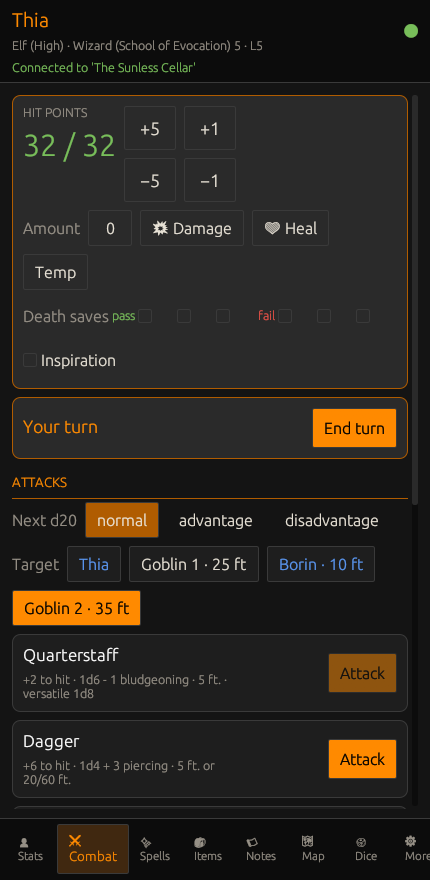 Thia
Elf (High) · Wizard (School of Evocation) 5 · L5
Connected to 'The Sunless Cellar'
HIT POINTS
32 / 32
+5
+1
−5
−1
Amount 0 Damage Heal
Temp
Death saves pass fail
Inspiration
Your turn End turn
ATTACKS
Next d20 normal advantage disadvantage
Target Thia Goblin 1 · 25 ft Borin · 10 ft
Goblin 2 · 35 ft
Quarterstaff
+2 to hit · 1d6 - 1 bludgeoning · 5 ft. ·
versatile 1d8
Attack
Dagger
+6 to hit · 1d4 + 3 piercing · 5 ft. or
20/60 ft.
Attack
Stats Combat Spells Items Notes Map Dice More